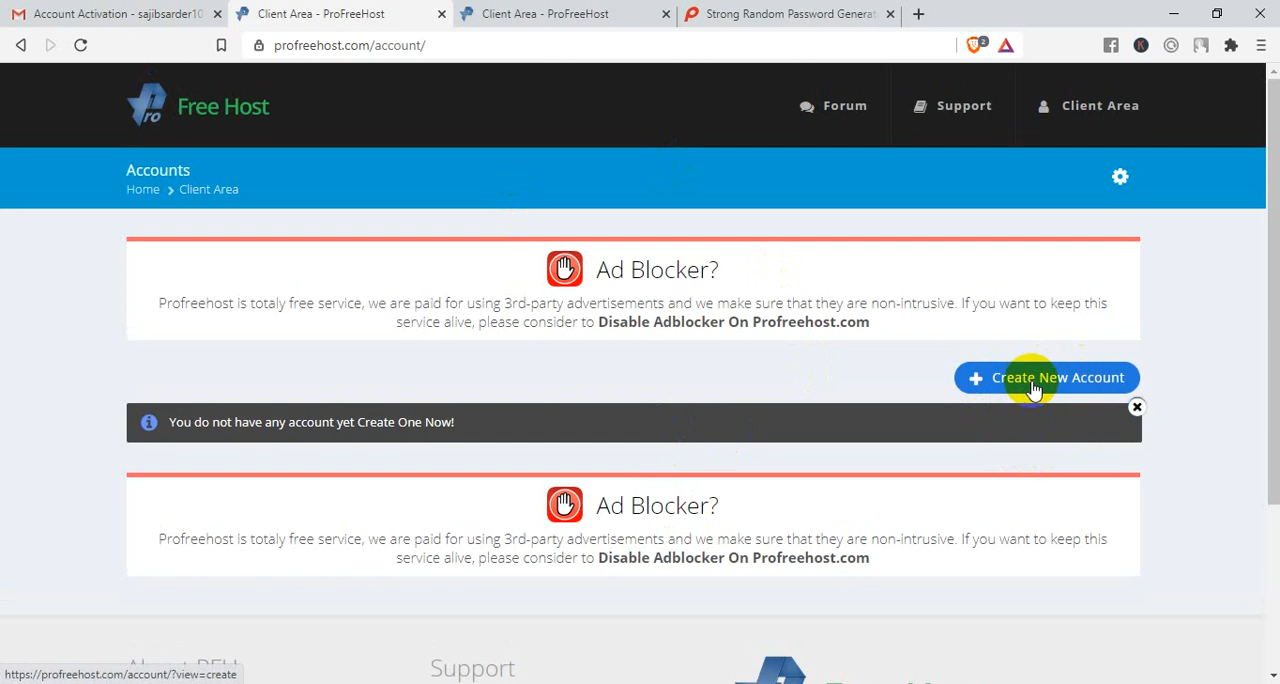 Account Activation - sajibsarder10
Client Area - ProFreeHost
Client Area - ProFreeHost
Strong Random Password Generat
profreehost.com/account/
2
Pro Free Host
Forum
Support
Client Area
Accounts
Home > Client Area
Ad Blocker?
Profreehost is totaly free service, we are paid for using 3rd-party advertisements and we make sure that they are non-intrusive. If you want to keep this
service alive, please consider to Disable Adblocker On Profreehost.com
+ Create New Account
You do not have any account yet Create One Now!
Ad Blocker?
Profreehost is totaly free service, we are paid for using 3rd-party advertisements and we make sure that they are non-intrusive. If you want to keep this
service alive, please consider to Disable Adblocker On Profreehost.com
Support
https://profreehost.com/account/?view=create